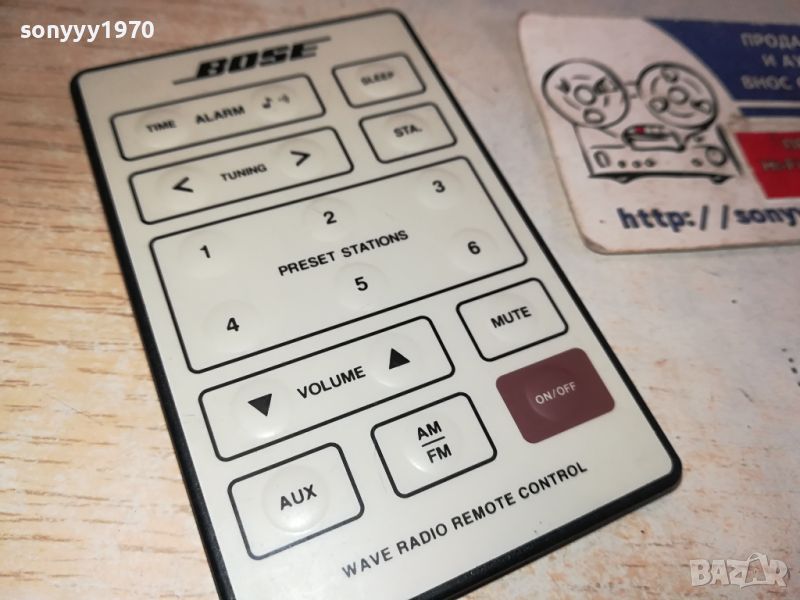 sonyyy1970
BOSE
SLEEP
TIME ALARM
STA.
< TUNING >
1 2 3
PRESET STATIONS
4 5 6
MUTE
VOLUME
ON/OFF
AUX
AM
FM
WAVE RADIO REMOTE CONTROL
ПРОДА
И АУ
ВНОС
http://sony
BAZAR